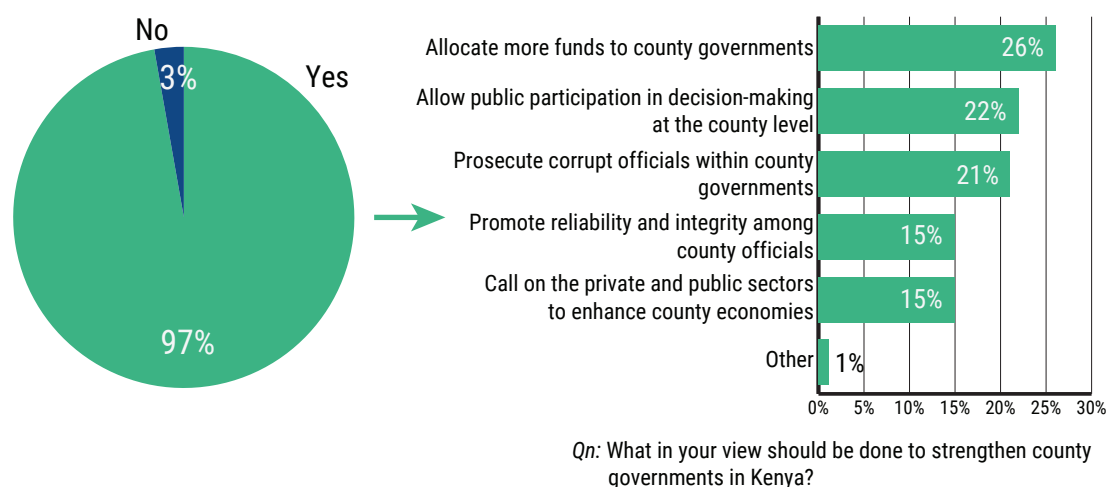 No
3%
Yes
97%
Allocate more funds to county governments
26%
Allow public participation in decision-making
at the county level
22%
Prosecute corrupt officials within county
governments
21%
Promote reliability and integrity among
county officials
15%
Call on the private and public sectors
to enhance county economies
15%
Other
1%
0% 5% 10% 15% 20% 25% 30%
Qn: What in your view should be done to strengthen county
governments in Kenya?